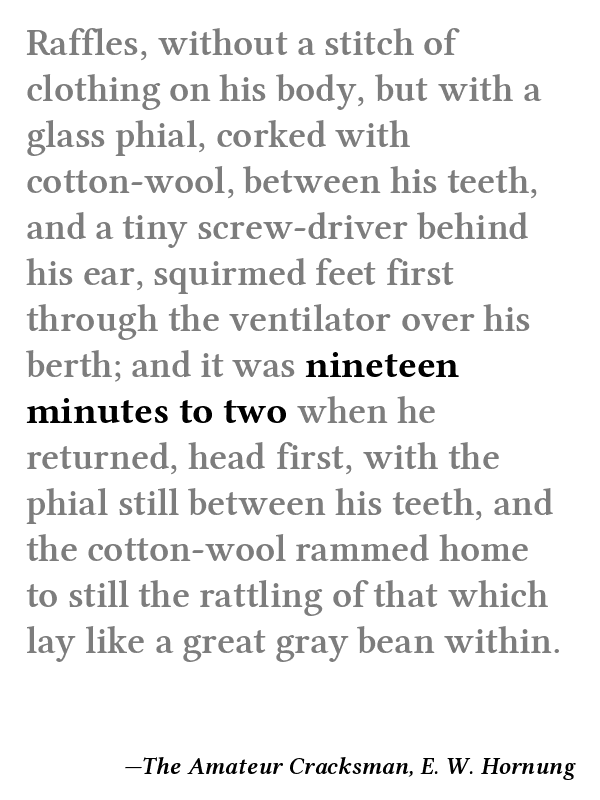 Raffles, without a stitch of
clothing on his body, but with a
glass phial, corked with
cotton-wool, between his teeth,
and a tiny screw-driver behind
his ear, squirmed feet first
through the ventilator over his
berth; and it was nineteen
minutes to two when he
returned, head first, with the
phial still between his teeth, and
the cotton-wool rammed home
to still the rattling of that which
lay like a great gray bean within.
—The Amateur Cracksman, E. W. Hornung